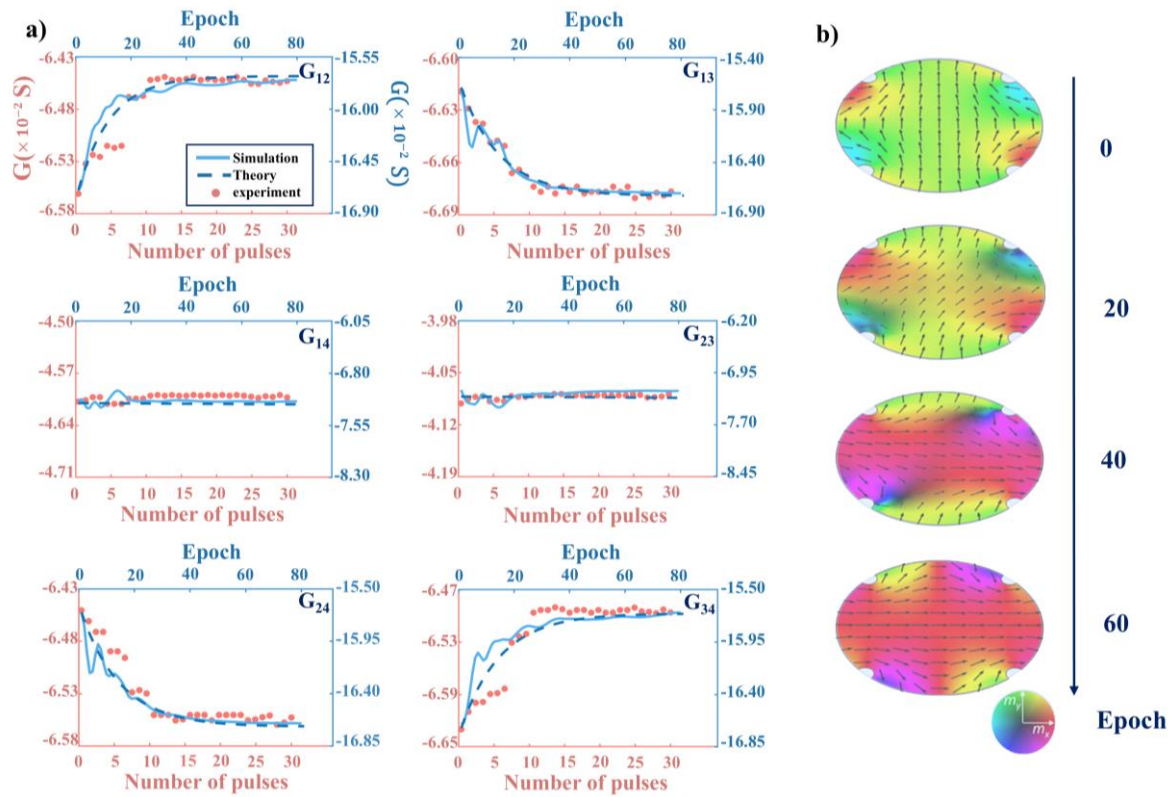 a)
Epoch
0 20 40 60 80
-6.43
-6.48
-6.53
-6.58
G(×10⁻² S)
-15.55
-16.00
-16.45
-16.90
G(×10⁻² S)
G12
Simulation
Theory
experiment
0 5 10 15 20 25 30
Number of pulses
Epoch
0 20 40 60 80
-6.60
-6.63
-6.66
-6.69
-15.40
-15.90
-16.40
-16.90
G13
0 5 10 15 20 25 30
Number of pulses
Epoch
0 20 40 60 80
-4.50
-4.57
-4.64
-4.71
-6.05
-6.80
-7.55
-8.30
G14
0 5 10 15 20 25 30
Number of pulses
Epoch
0 20 40 60 80
-3.98
-4.05
-4.12
-4.19
-6.20
-6.95
-7.70
-8.45
G23
0 5 10 15 20 25 30
Number of pulses
Epoch
0 20 40 60 80
-6.43
-6.48
-6.53
-6.58
-15.50
-15.95
-16.40
-16.85
G24
0 5 10 15 20 25 30
Number of pulses
Epoch
0 20 40 60 80
-6.47
-6.53
-6.59
-6.65
-15.50
-15.95
-16.40
-16.85
G34
0 5 10 15 20 25 30
Number of pulses
b)
0
20
40
60
Epoch
my
mx